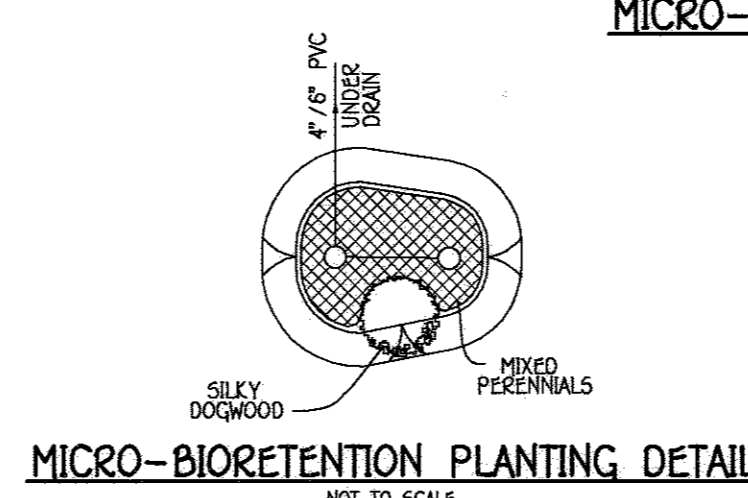 MICRO-
4"/6" PVC
UNDER
DRAIN
SILKY
DOGWOOD
MIXED
PERENNIALS
MICRO-BIORETENTION PLANTING DETAIL
NOT TO SCALE